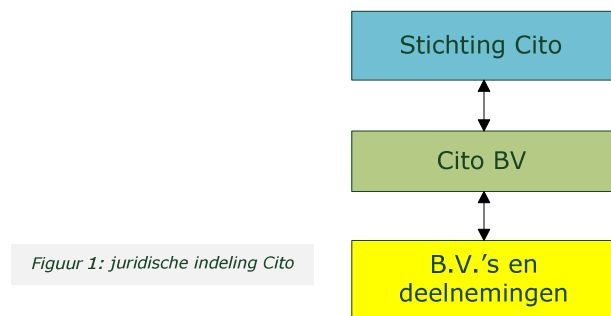 Stichting Cito
Cito BV
Figuur 1: juridische indeling Cito
B.V.'s en
deelnemingen